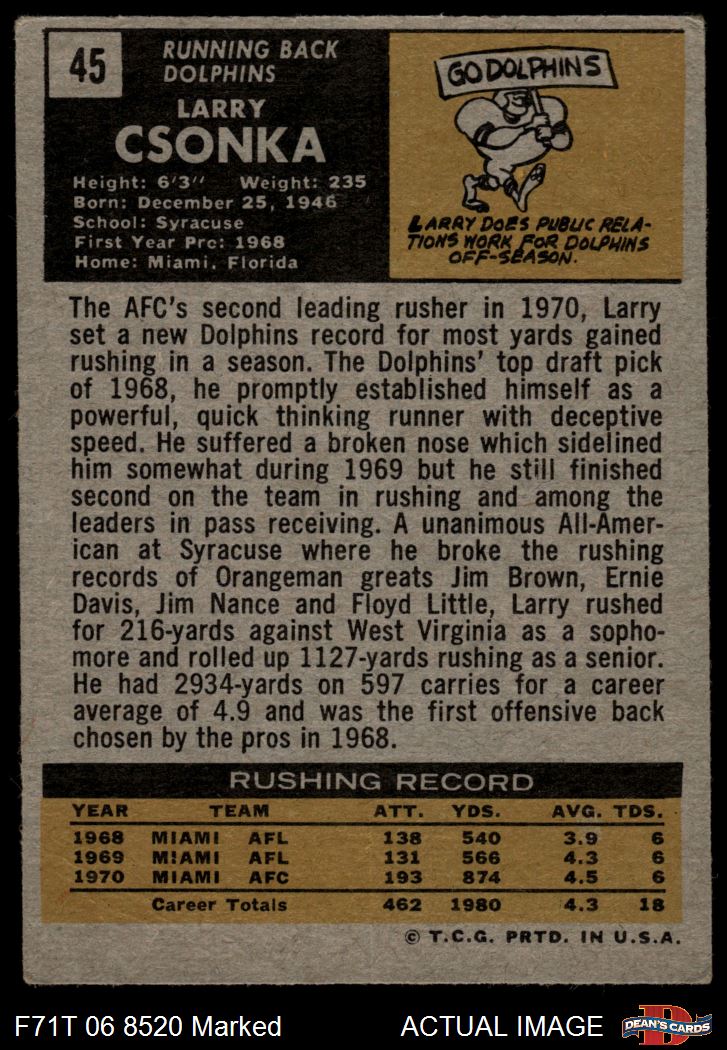 45
RUNNING BACK
DOLPHINS
LARRY
CSONKA
Height: 6'3" Weight: 235
Born: December 25, 1946
School: Syracuse
First Year Pro: 1968
Home: Miami, Florida
GO DOLPHINS
LARRY DOES PUBLIC RELA-
TIONS WORK FOR DOLPHINS
OFF-SEASON.
The AFC's second leading rusher in 1970, Larry
set a new Dolphins record for most yards gained
rushing in a season. The Dolphins' top draft pick
of 1968, he promptly established himself as a
powerful, quick thinking runner with deceptive
speed. He suffered a broken nose which sidelined
him somewhat during 1969 but he still finished
second on the team in rushing and among the
leaders in pass receiving. A unanimous All-Amer-
ican at Syracuse where he broke the rushing
records of Orangeman greats Jim Brown, Ernie
Davis, Jim Nance and Floyd Little, Larry rushed
for 216-yards against West Virginia as a sopho-
more and rolled up 1127-yards rushing as a senior.
He had 2934-yards on 597 carries for a career
average of 4.9 and was the first offensive back
chosen by the pros in 1968.
RUSHING RECORD
YEAR TEAM ATT. YDS. AVG. TDS.
1968 MIAMI AFL 138 540 3.9 6
1969 MIAMI AFL 131 566 4.3 6
1970 MIAMI AFC 193 874 4.5 6
Career Totals 462 1980 4.3 18
© T.C.G. PRTD. IN U.S.A.
F71T 06 8520 Marked ACTUAL IMAGE
D
DEAN'S CARDS